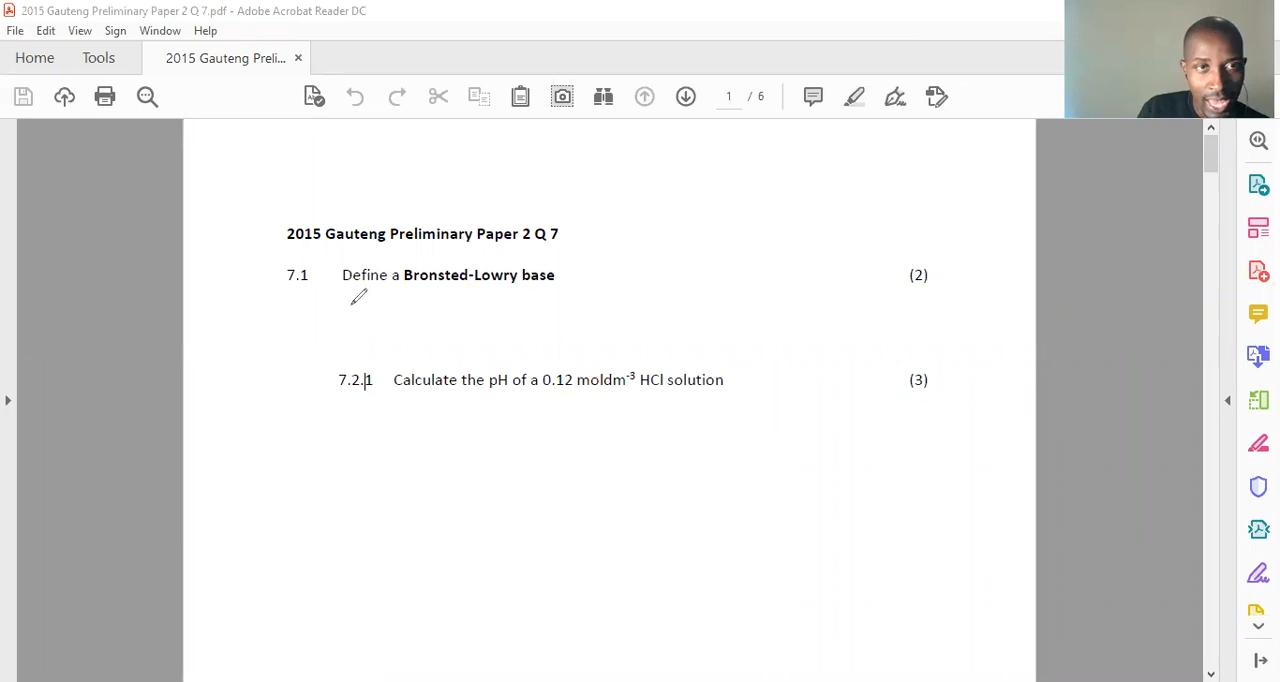 2015 Gauteng Preliminary Paper 2 Q 7.pdf - Adobe Acrobat Reader DC
File Edit View Sign Window Help
Home Tools 2015 Gauteng Preli... ×
1 / 6
2015 Gauteng Preliminary Paper 2 Q 7
7.1 Define a Bronsted-Lowry base (2)
7.2.1 Calculate the pH of a 0.12 moldm⁻³ HCl solution (3)